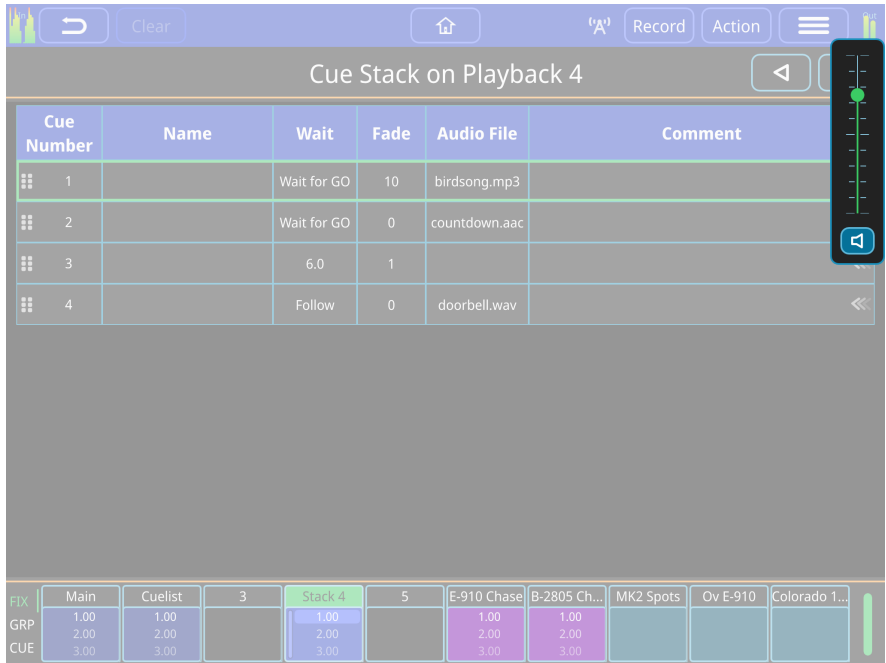 In
Clear
Record
Action
Out
Cue Stack on Playback 4
Cue Number
Name
Wait
Fade
Audio File
Comment
1
Wait for GO
10
birdsong.mp3
2
Wait for GO
0
countdown.aac
3
6.0
1
4
Follow
0
doorbell.wav
FIX
GRP
CUE
Main
1.00
2.00
3.00
Cuelist
1.00
2.00
3.00
3
Stack 4
1.00
2.00
3.00
5
E-910 Chase
1.00
2.00
3.00
B-2805 Ch...
1.00
2.00
3.00
MK2 Spots
Ov E-910
Colorado 1...